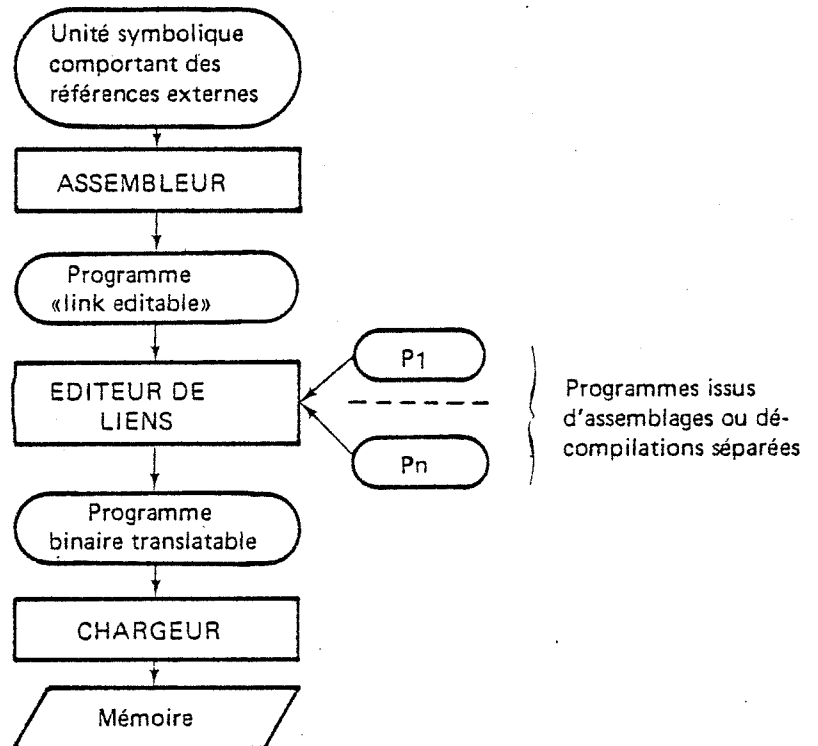 Unité symbolique
comportant des
références externes
ASSEMBLEUR
Programme
«link editable»
EDITEUR DE
LIENS
P1
Pn
Programmes issus
d'assemblages ou dé-
compilations séparées
Programme
binaire translatable
CHARGEUR
Mémoire